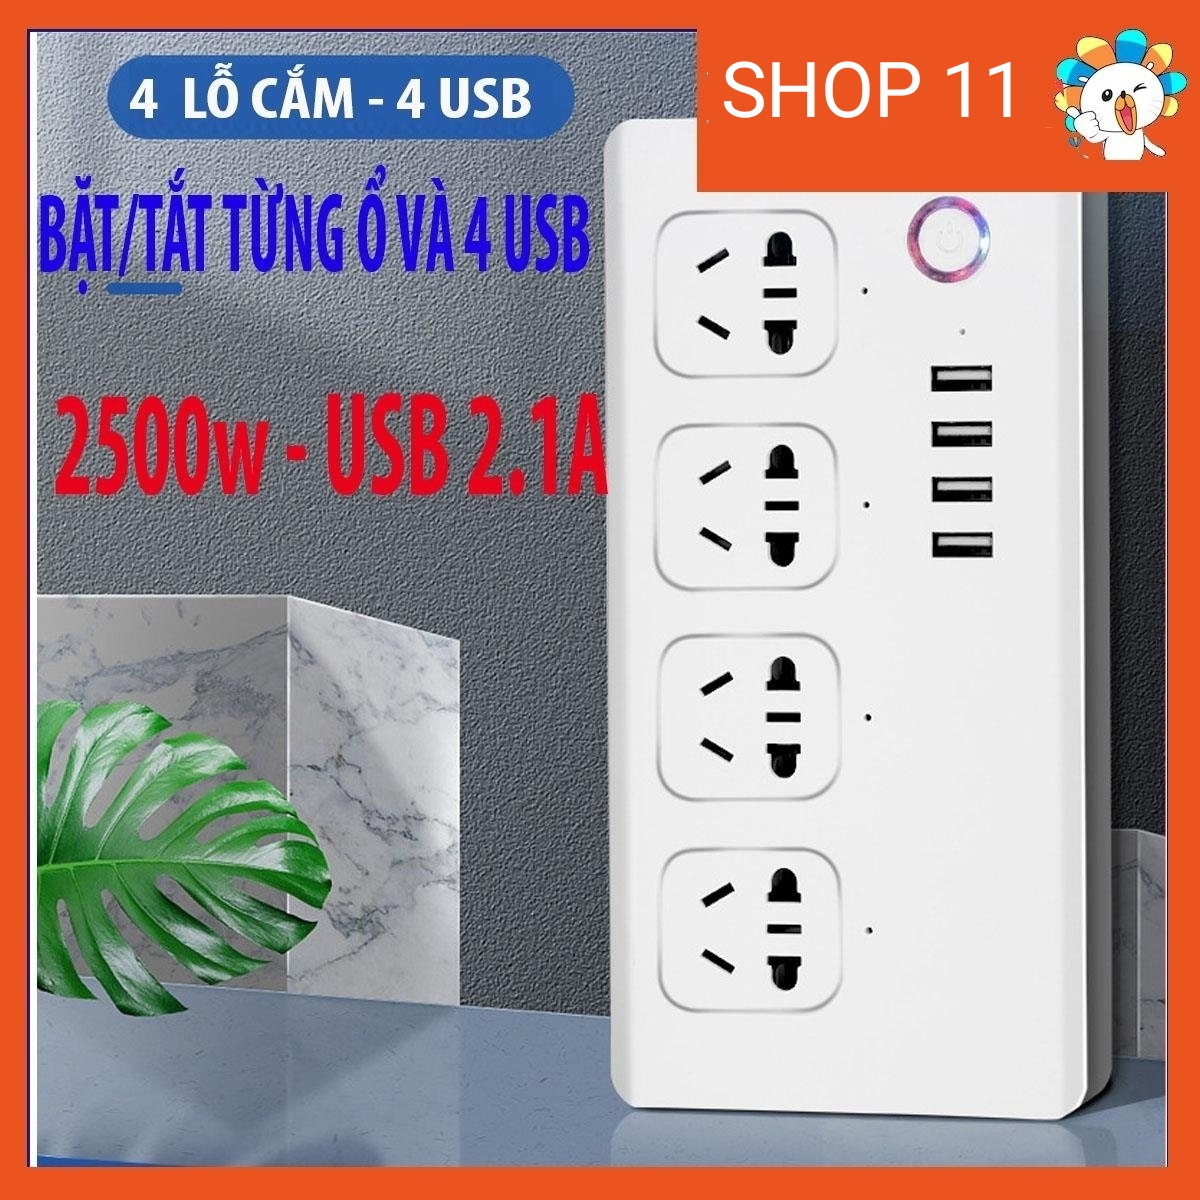 SHOP 11
4 LỖ CẮM - 4 USB
BẶT/TẮT TỪNG Ổ VÀ 4 USB
2500w - USB 2.1A